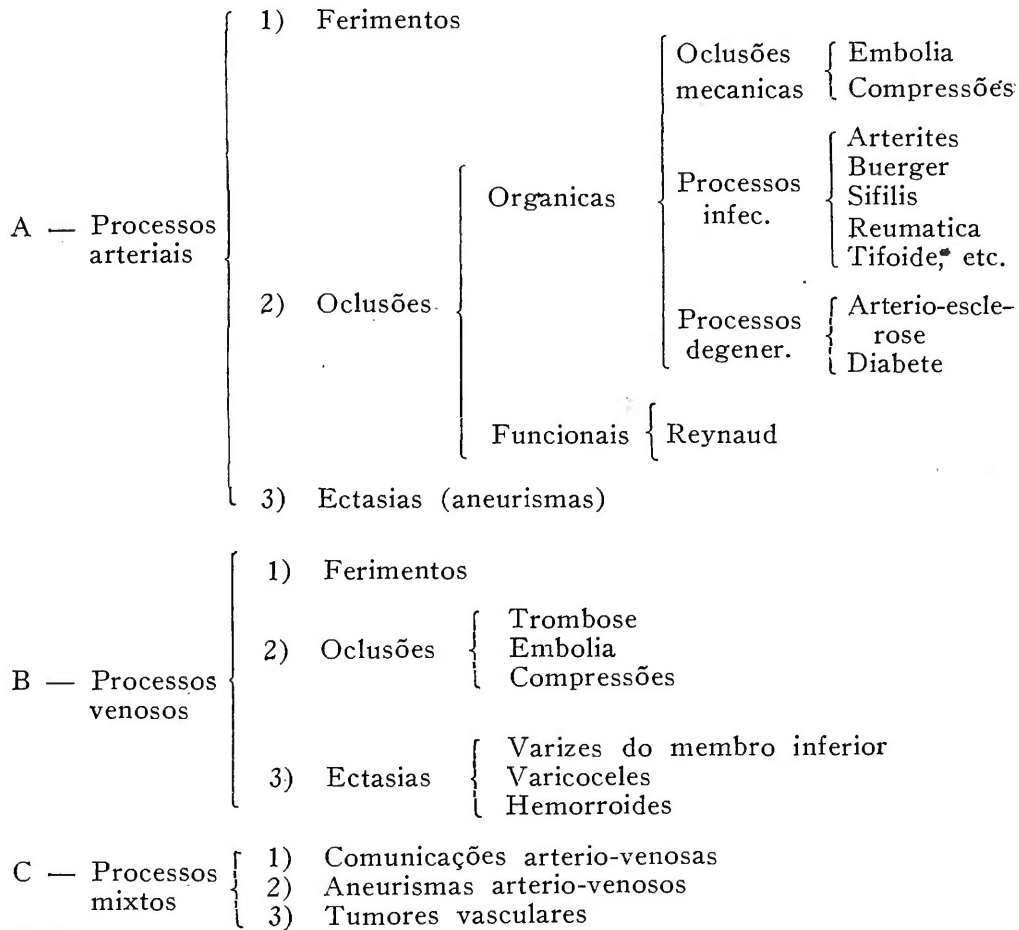 A — Processos arteriais
1) Ferimentos
2) Oclusões
Organicas
Oclusões
mecanicas
Embolia
Compressões
Processos
infec.
Arterites
Buerger
Sifilis
Reumatica
Tifoide, etc.
Processos
degener.
Arterio-escle-
rose
Diabete
Funcionais
Reynaud
3) Ectasias (aneurismas)
B — Processos
venosos
1) Ferimentos
2) Oclusões
Trombose
Embolia
Compressões
3) Ectasias
Varizes do membro inferior
Varicoceles
Hemorroides
C — Processos
mixtos
1) Comunicações arterio-venosas
2) Aneurismas arterio-venosos
3) Tumores vasculares